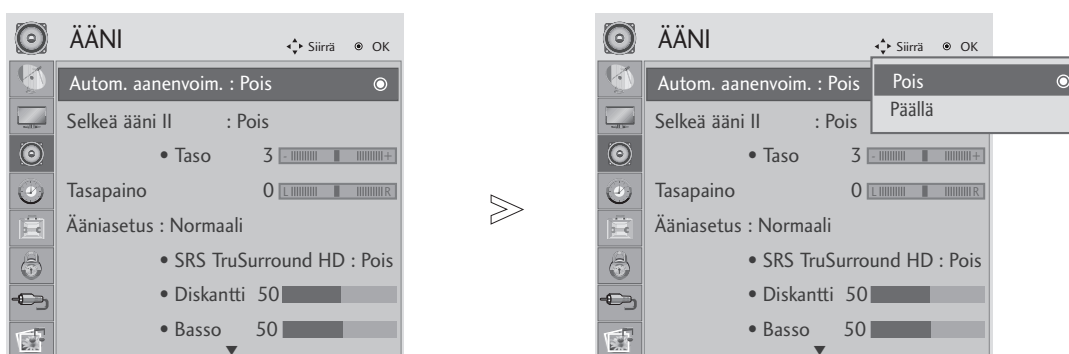 ÄÄNI Siirrä OK
Autom. aanenvoim. : Pois
Selkeä ääni II : Pois
• Taso 3 - +
Tasapaino 0 L R
Ääniasetus : Normaali
• SRS TruSurround HD : Pois
• Diskantti 50
• Basso 50
ÄÄNI Siirrä OK
Autom. aanenvoim. : Pois
Pois
Päällä
Selkeä ääni II : Pois
• Taso 3 - +
Tasapaino 0 L R
Ääniasetus : Normaali
• SRS TruSurround HD : Pois
• Diskantti 50
• Basso 50